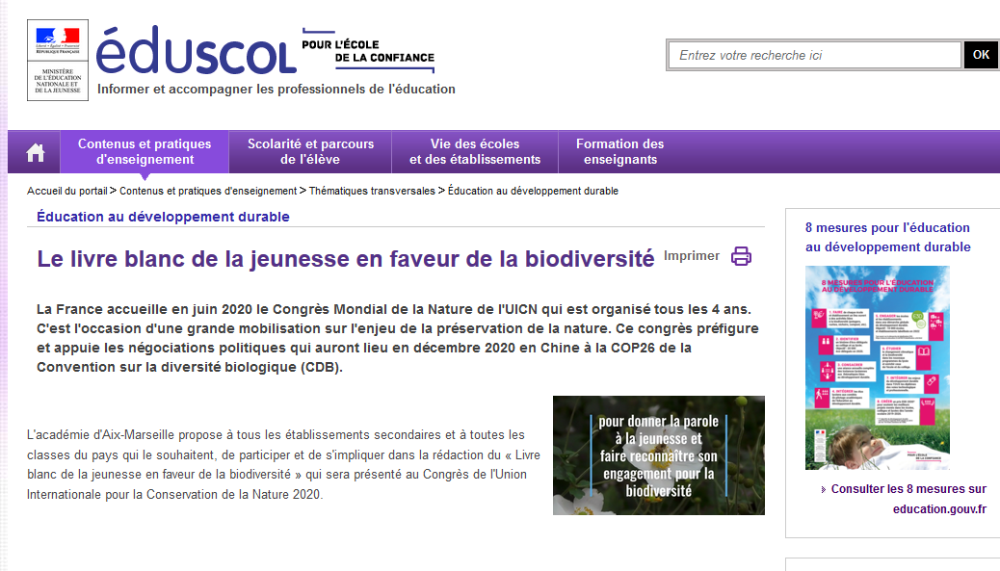 Liberté • Égalité • Fraternité
RÉPUBLIQUE FRANÇAISE
MINISTÈRE
DE L'ÉDUCATION
NATIONALE ET
DE LA JEUNESSE
éduscol
POUR L'ÉCOLE
DE LA CONFIANCE
Informer et accompagner les professionnels de l'éducation
Entrez votre recherche ici
OK
Contenus et pratiques
d'enseignement
Scolarité et parcours
de l'élève
Vie des écoles
et des établissements
Formation des
enseignants
Accueil du portail > Contenus et pratiques d'enseignement > Thématiques transversales > Éducation au développement durable
Éducation au développement durable
Le livre blanc de la jeunesse en faveur de la biodiversité
Imprimer
La France accueille en juin 2020 le Congrès Mondial de la Nature de l'UICN qui est organisé tous les 4 ans.
C'est l'occasion d'une grande mobilisation sur l'enjeu de la préservation de la nature. Ce congrès préfigure
et appuie les négociations politiques qui auront lieu en décembre 2020 en Chine à la COP26 de la
Convention sur la diversité biologique (CDB).
L'académie d'Aix-Marseille propose à tous les établissements secondaires et à toutes les
classes du pays qui le souhaitent, de participer et de s'impliquer dans la rédaction du « Livre
blanc de la jeunesse en faveur de la biodiversité » qui sera présenté au Congrès de l'Union
Internationale pour la Conservation de la Nature 2020.
pour donner la parole
à la jeunesse et
faire reconnaître son
engagement pour la
biodiversité
8 mesures pour l'éducation
au développement durable
8 MESURES POUR L'ÉDUCATION
AU DÉVELOPPEMENT DURABLE
Consulter les 8 mesures sur
education.gouv.fr